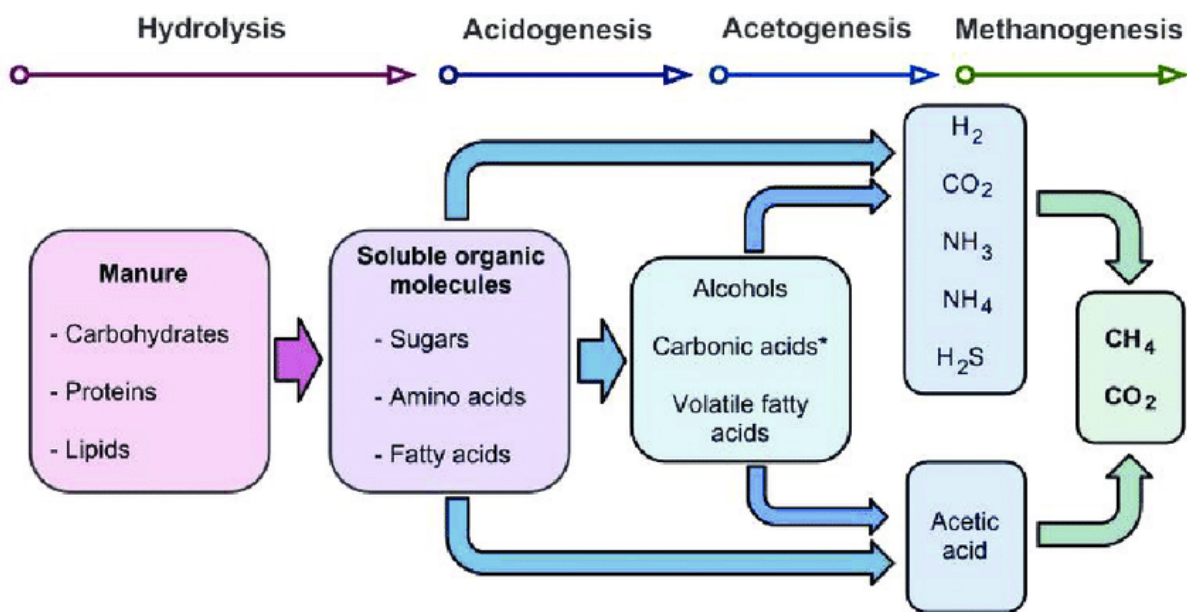 Hydrolysis
Acidogenesis
Acetogenesis
Methanogenesis
Manure
- Carbohydrates
- Proteins
- Lipids
Soluble organic
molecules
- Sugars
- Amino acids
- Fatty acids
Alcohols
Carbonic acids*
Volatile fatty
acids
H2
CO2
NH3
NH4
H2S
Acetic
acid
CH4
CO2